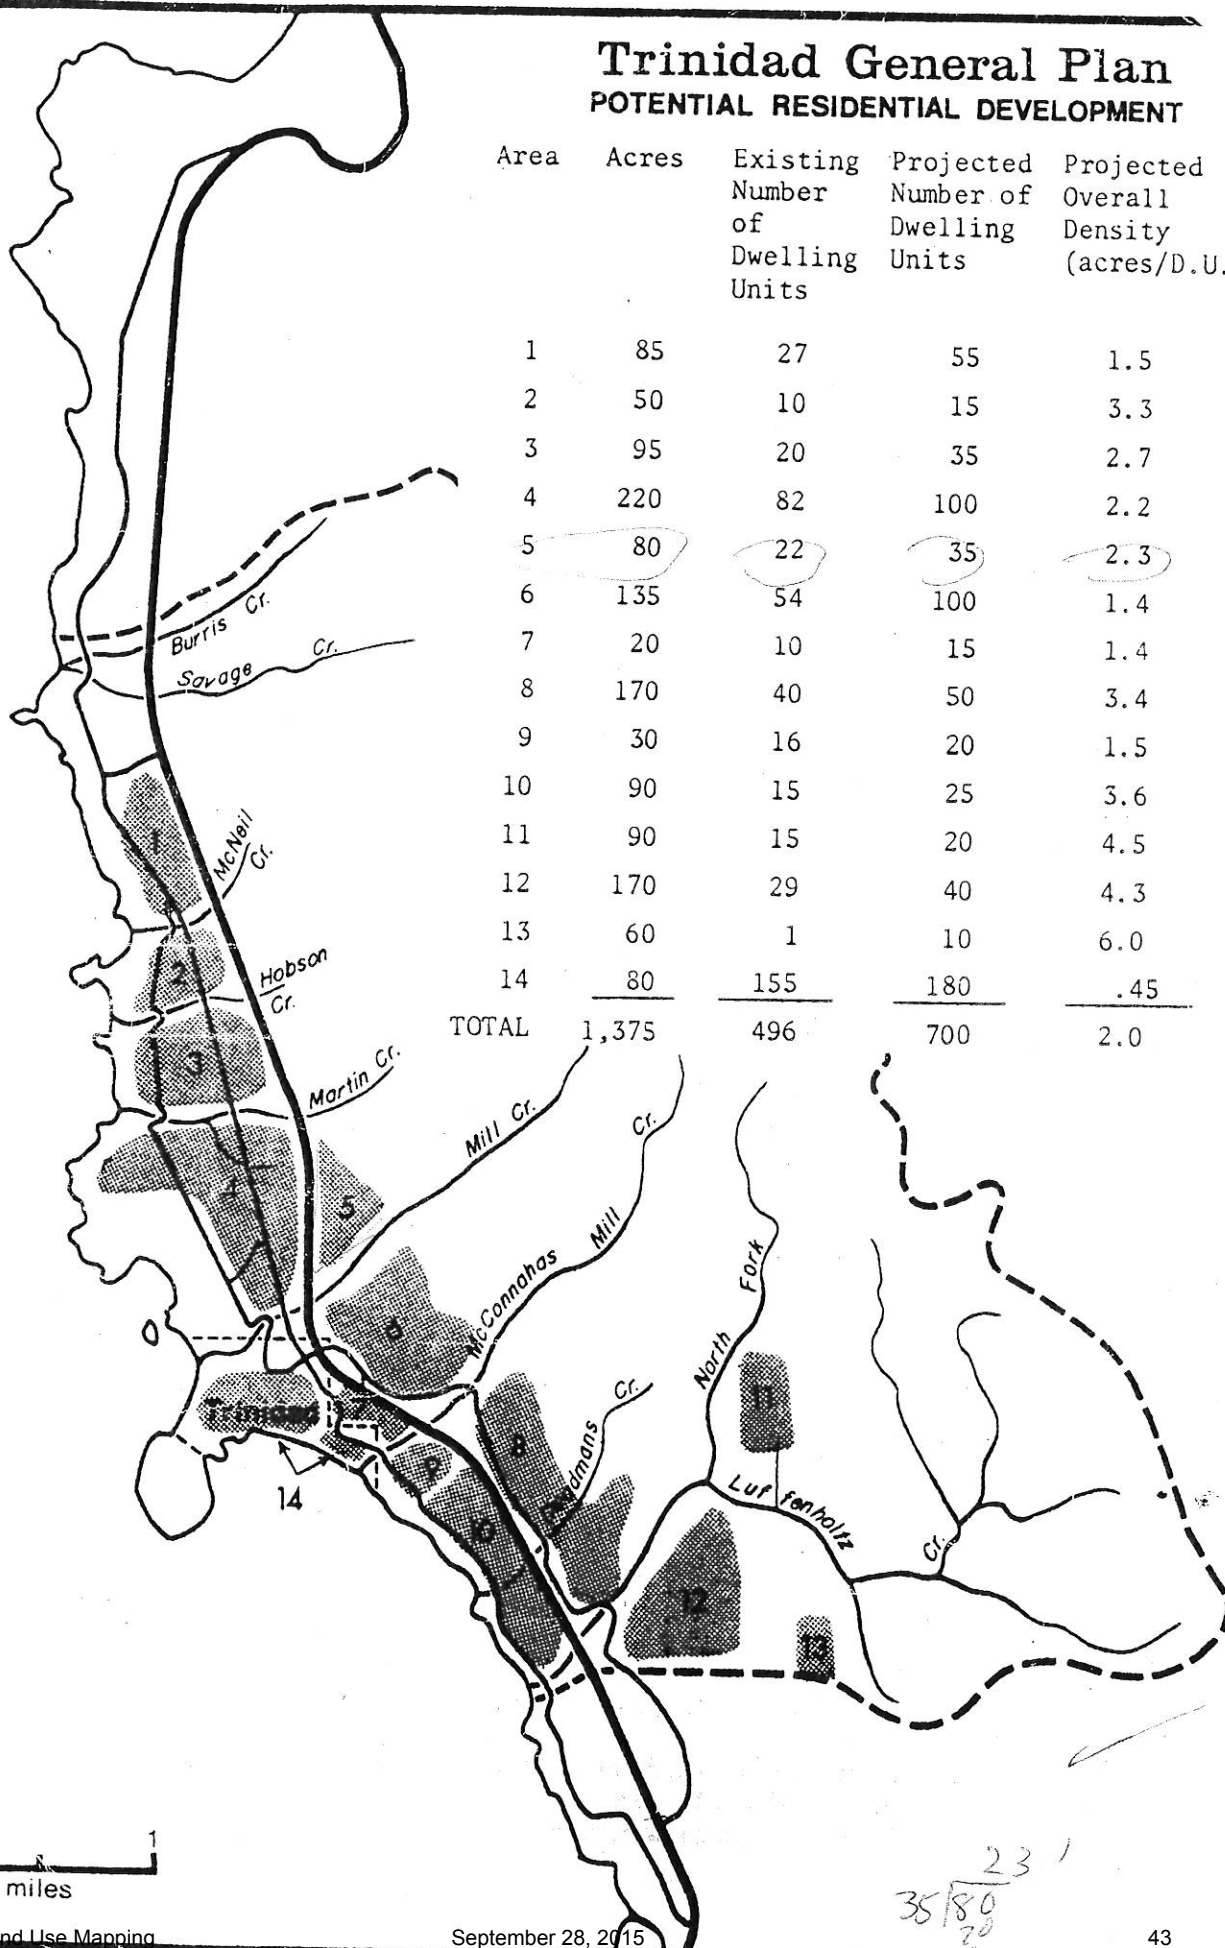 Trinidad General Plan
POTENTIAL RESIDENTIAL DEVELOPMENT
Area Acres Existing Projected Projected
Number Number of Overall
of Dwelling Density
Dwelling Units (acres/D.U.
Units
1 85 27 55 1.5
2 50 10 15 3.3
3 95 20 35 2.7
4 220 82 100 2.2
5 80 22 35 2.3
6 135 54 100 1.4
7 20 10 15 1.4
8 170 40 50 3.4
9 30 16 20 1.5
10 90 15 25 3.6
11 90 15 20 4.5
12 170 29 40 4.3
13 60 1 10 6.0
14 80 155 180 .45
TOTAL 1,375 496 700 2.0
Burris Cr.
Savage Cr.
1
McNeil
Cr.
2
Hobson
Cr.
3
Martin Cr.
Mill Cr.
4
5
McConnahas Mill Cr.
6
North Fork
Trinidad
7
14
8
9
10
Deadmans Cr.
11
Luffenholtz Cr.
12
13
1
miles
23
35 80
nd Use Mapping
September 28, 2015
43